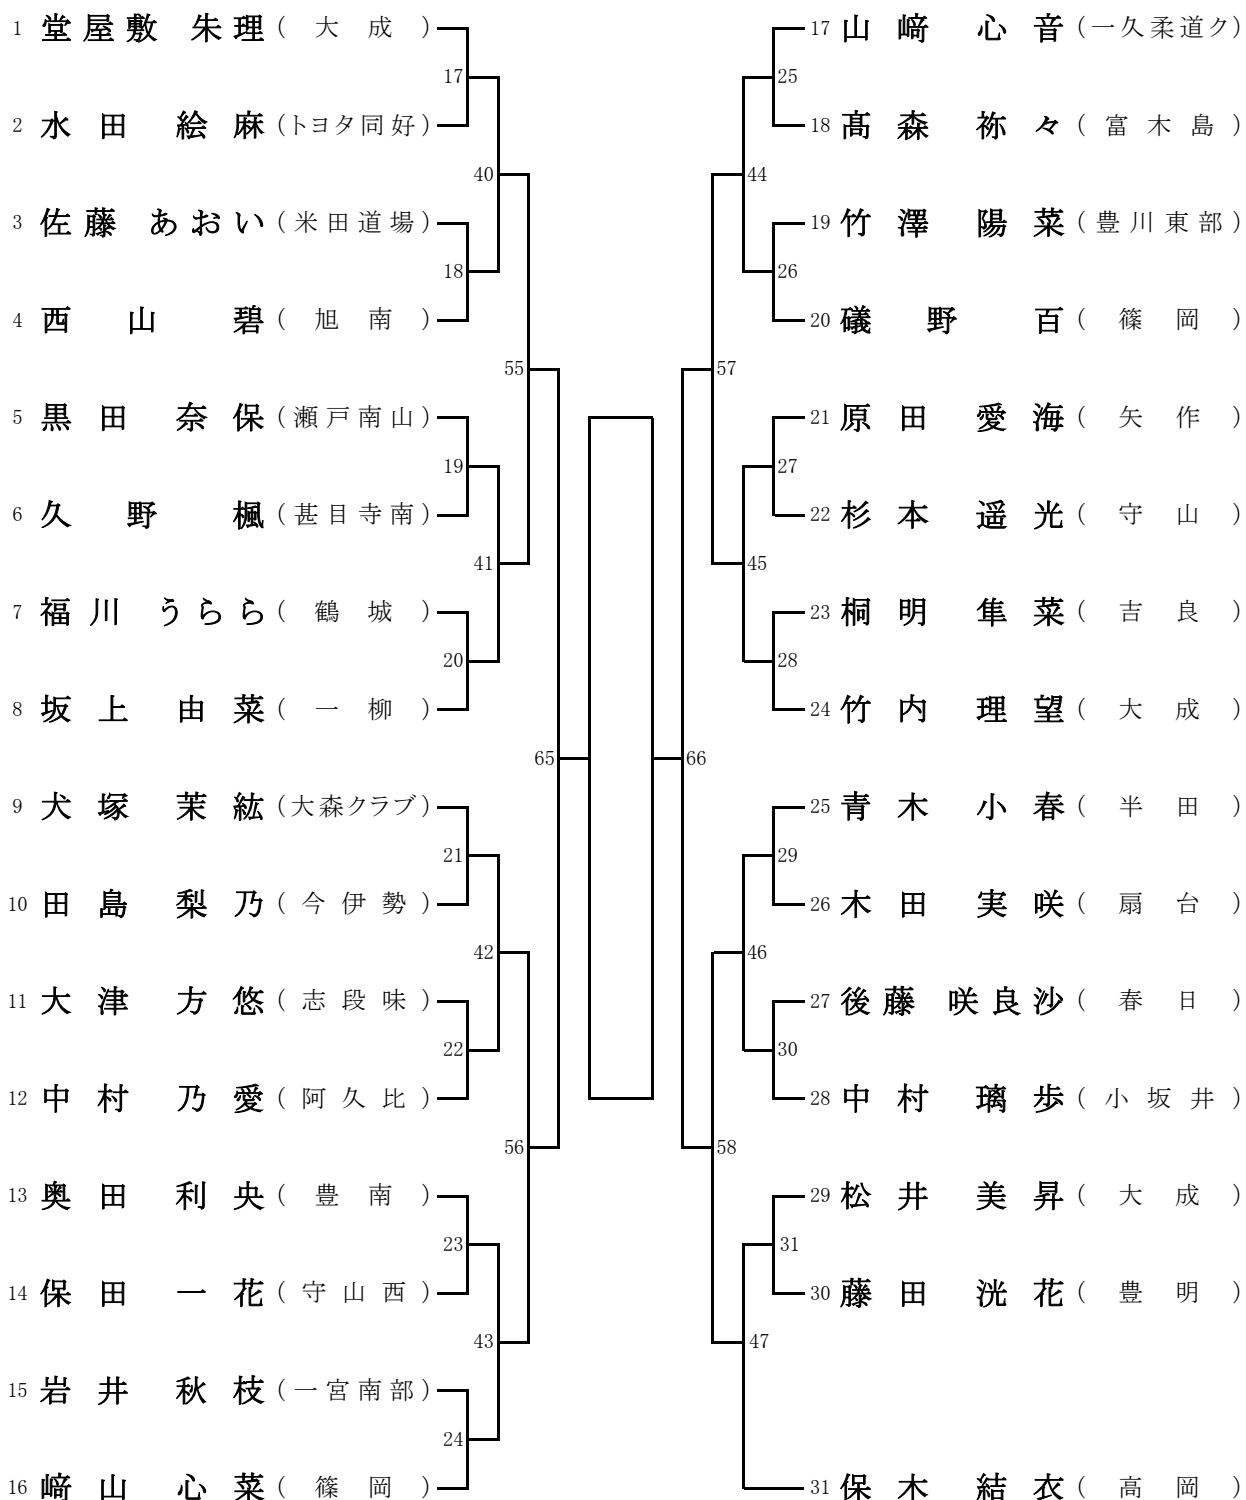 1 堂屋敷 朱理 (大成)
17
2 水田 絵麻 (トヨタ同好)
40
3 佐藤 あおい (米田道場)
18
4 西山 碧 (旭南)
55
5 黒田 奈保 (瀬戸南山)
19
6 久野 楓 (甚目寺南)
41
7 福川 うらら (鶴城)
20
8 坂上 由菜 (一柳)
65
9 犬塚 茉紘 (大森クラブ)
21
10 田島 梨乃 (今伊勢)
42
11 大津 方悠 (志段味)
22
12 中村 乃愛 (阿久比)
56
13 奥田 利央 (豊南)
23
14 保田 一花 (守山西)
43
15 岩井 秋枝 (一宮南部)
24
16 﨑山 心菜 (篠岡)
17 山﨑 心音 (一久柔道ク)
25
18 髙森 祢々 (富木島)
44
19 竹澤 陽菜 (豊川東部)
26
20 礒野 百 (篠岡)
57
21 原田 愛海 (矢作)
27
22 杉本 遥光 (守山)
45
23 桐明 隼菜 (吉良)
28
24 竹内 理望 (大成)
66
25 青木 小春 (半田)
29
26 木田 実咲 (扇台)
46
27 後藤 咲良沙 (春日)
30
28 中村 璃歩 (小坂井)
58
29 松井 美昇 (大成)
31
30 藤田 洸花 (豊明)
47
31 保木 結衣 (高岡)